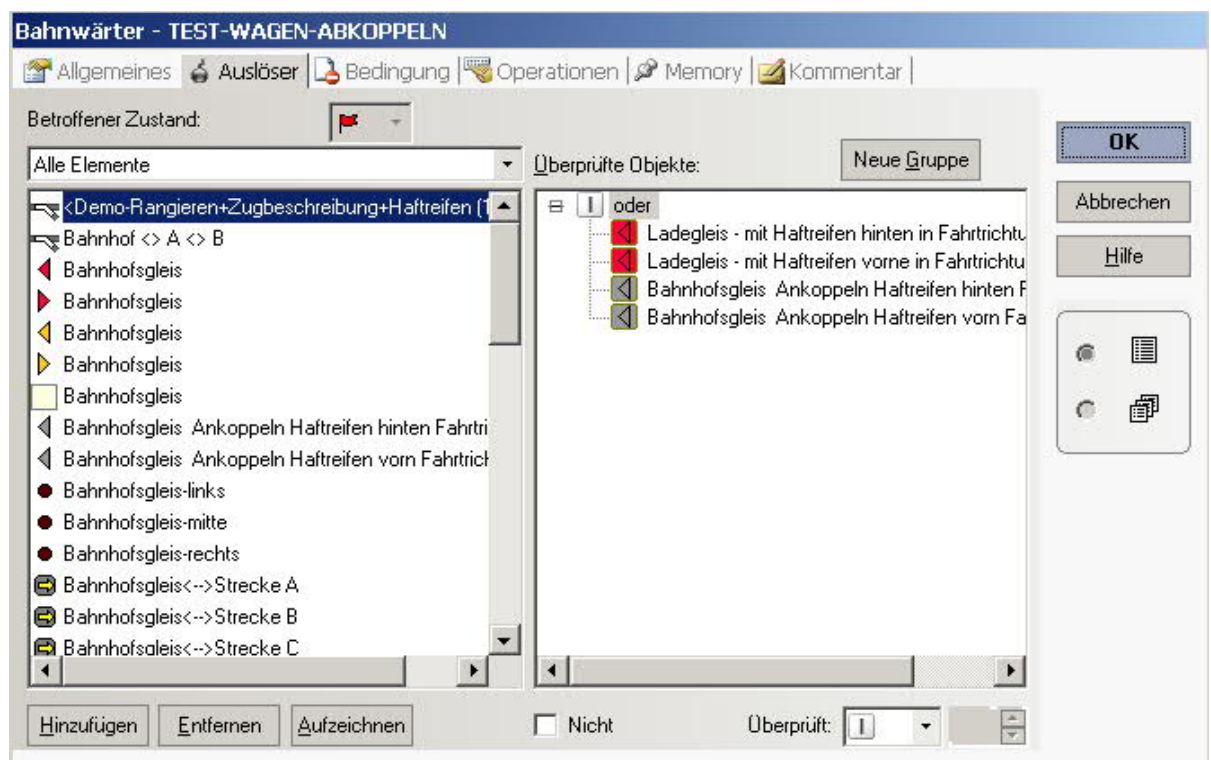 Bahnwärter - TEST-WAGEN-ABKOPPELN
Allgemeines Auslöser Bedingung Operationen Memory Kommentar
Betroffener Zustand:
Alle Elemente
<Demo-Rangieren+Zugbeschreibung+Haftreifen (1
Bahnhof <> A <> B
Bahnhofsgleis
Bahnhofsgleis
Bahnhofsgleis
Bahnhofsgleis
Bahnhofsgleis
Bahnhofsgleis Ankoppeln Haftreifen hinten Fahrtri
Bahnhofsgleis Ankoppeln Haftreifen vorn Fahrtrich
Bahnhofsgleis-links
Bahnhofsgleis-mitte
Bahnhofsgleis-rechts
Bahnhofsgleis<-->Strecke A
Bahnhofsgleis<-->Strecke B
Bahnhofsgleis<-->Strecke C
Hinzufügen Entfernen Aufzeichnen
Überprüfte Objekte:
Neue Gruppe
oder
Ladegleis - mit Haftreifen hinten in Fahrtrichtu
Ladegleis - mit Haftreifen vorne in Fahrtrichtu
Bahnhofsgleis Ankoppeln Haftreifen hinten F
Bahnhofsgleis Ankoppeln Haftreifen vorn Fa
Nicht
Überprüft:
OK
Abbrechen
Hilfe